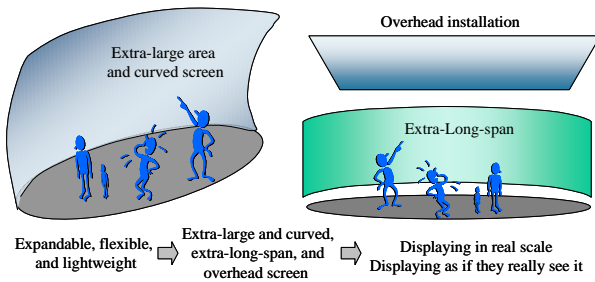 Overhead installation
Extra-large area
and curved screen
Extra-Long-span
Expandable, flexible,
and lightweight
Extra-large and curved,
extra-long-span, and
overhead screen
Displaying in real scale
Displaying as if they really see it